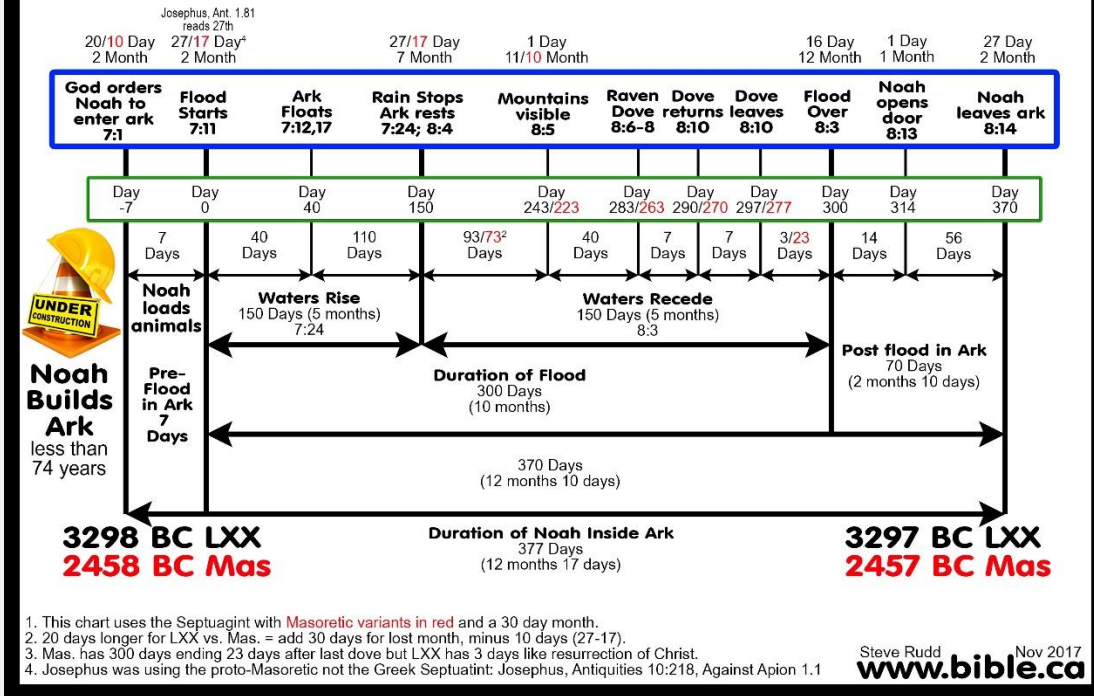 Josephus, Ant. 1.81
reads 27th
20/10 Day
2 Month
27/17 Day⁴
2 Month
27/17 Day
7 Month
1 Day
11/10 Month
16 Day
12 Month
1 Day
1 Month
27 Day
2 Month
God orders
Noah to
enter ark
7:1
Flood
Starts
7:11
Ark
Floats
7:12,17
Rain Stops
Ark rests
7:24; 8:4
Mountains
visible
8:5
Raven
Dove
8:6-8
Dove
returns
8:10
Dove
leaves
8:10
Flood
Over
8:3
Noah
opens
door
8:13
Noah
leaves ark
8:14
Day
-7
Day
0
Day
40
Day
150
Day
243/223
Day
283/263
Day
290/270
Day
297/277
Day
300
Day
314
Day
370
7
Days
40
Days
110
Days
93/73²
Days
40
Days
7
Days
7
Days
3/23
Days
14
Days
56
Days
UNDER
CONSTRUCTION
Noah
Builds
Ark
less than
74 years
Noah
loads
animals
Pre-
Flood
in Ark
7
Days
Waters Rise
150 Days (5 months)
7:24
Waters Recede
150 Days (5 months)
8:3
Duration of Flood
300 Days
(10 months)
Post flood in Ark
70 Days
(2 months 10 days)
370 Days
(12 months 10 days)
Duration of Noah Inside Ark
377 Days
(12 months 17 days)
3298 BC LXX
2458 BC Mas
3297 BC LXX
2457 BC Mas
1. This chart uses the Septuagint with Masoretic variants in red and a 30 day month.
2. 20 days longer for LXX vs. Mas. = add 30 days for lost month, minus 10 days (27-17).
3. Mas. has 300 days ending 23 days after last dove but LXX has 3 days like resurrection of Christ.
4. Josephus was using the proto-Masoretic not the Greek Septuatint: Josephus, Antiquities 10:218, Against Apion 1.1
Steve Rudd Nov 2017
www.bible.ca